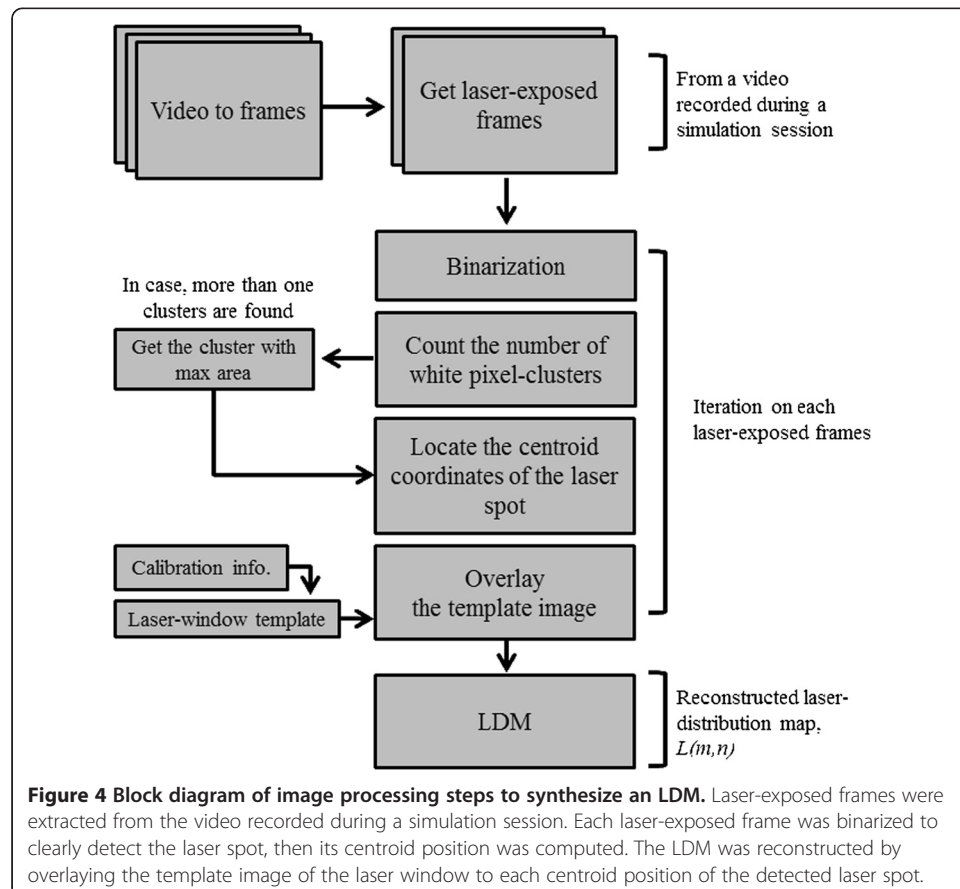 Video to frames
Get laser-exposed
frames
From a video
recorded during a
simulation session
Binarization
In case, more than one
clusters are found
Get the cluster with
max area
Count the number of
white pixel-clusters
Iteration on each
laser-exposed frames
Locate the centroid
coordinates of the laser
spot
Calibration info.
Laser-window template
Overlay
the template image
LDM
Reconstructed laser-
distribution map,
L(m,n)
Figure 4 Block diagram of image processing steps to synthesize an LDM. Laser-exposed frames were
extracted from the video recorded during a simulation session. Each laser-exposed frame was binarized to
clearly detect the laser spot, then its centroid position was computed. The LDM was reconstructed by
overlaying the template image of the laser window to each centroid position of the detected laser spot.